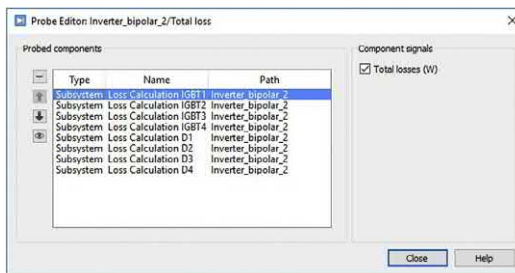 Probe Editor: Inverter_bipolar_2/Total loss
Probed components
Component signals
Type Name Path
Subsystem Loss Calculation IGBT1 Inverter_bipolar_2
Subsystem Loss Calculation IGBT2 Inverter_bipolar_2
Subsystem Loss Calculation IGBT3 Inverter_bipolar_2
Subsystem Loss Calculation IGBT4 Inverter_bipolar_2
Subsystem Loss Calculation D1 Inverter_bipolar_2
Subsystem Loss Calculation D2 Inverter_bipolar_2
Subsystem Loss Calculation D3 Inverter_bipolar_2
Subsystem Loss Calculation D4 Inverter_bipolar_2
Total losses (W)
Close Help